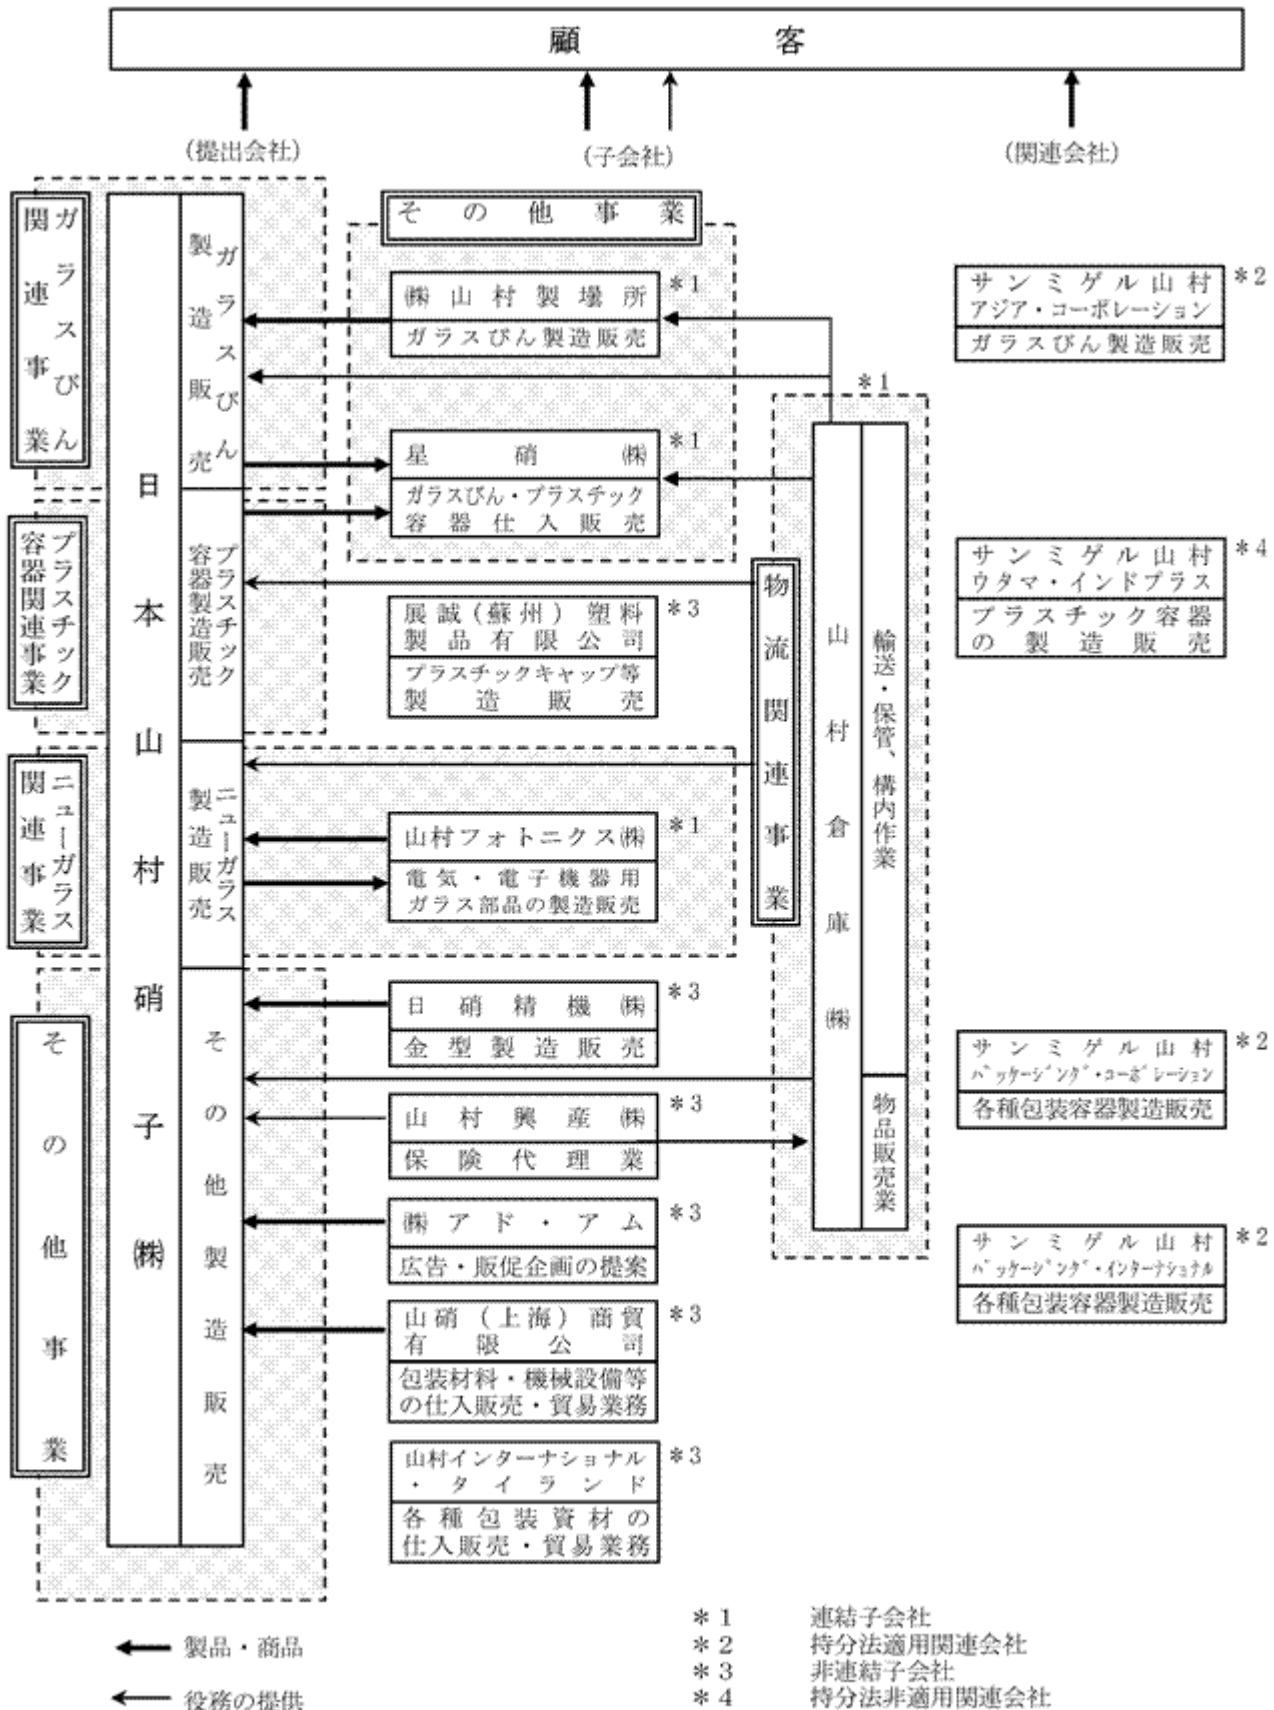 顧客
(提出会社)
(子会社)
(関連会社)
ガラスびん
関連事業
プラスチック
容器関連事業
ニューガラス
関連事業
その他事業
日本山村硝子㈱
ガラスびん
製造販売
プラスチック
容器製造販売
ニューガラス
製造販売
その他製造販売
その他事業
㈱山村製壜所
*1
ガラスびん製造販売
星硝㈱
*1
ガラスびん・プラスチック
容器仕入販売
展誠(蘇州)塑料
製品有限公司
*3
プラスチックキャップ等
製造販売
山村フォトニクス㈱
*1
電気・電子機器用
ガラス部品の製造販売
日硝精機㈱
*3
金型製造販売
山村興産㈱
*3
保険代理業
㈱アド・アム
*3
広告・販促企画の提案
山硝(上海)商貿
有限公司
*3
包装材料・機械設備等
の仕入販売・貿易業務
山村インターナショナル
・タイランド
*3
各種包装資材の
仕入販売・貿易業務
物流関連事業
*1
山村倉庫㈱
輸送・保管、構内作業
物品販売業
サンミゲル山村
アジア・コーポレーション
*2
ガラスびん製造販売
サンミゲル山村
ウタマ・インドプラス
*4
プラスチック容器
の製造販売
サンミゲル山村
パッケージング・コーポレーション
*2
各種包装容器製造販売
サンミゲル山村
パッケージング・インターナショナル
*2
各種包装容器製造販売
製品・商品
役務の提供
*1 連結子会社
*2 持分法適用関連会社
*3 非連結子会社
*4 持分法非適用関連会社